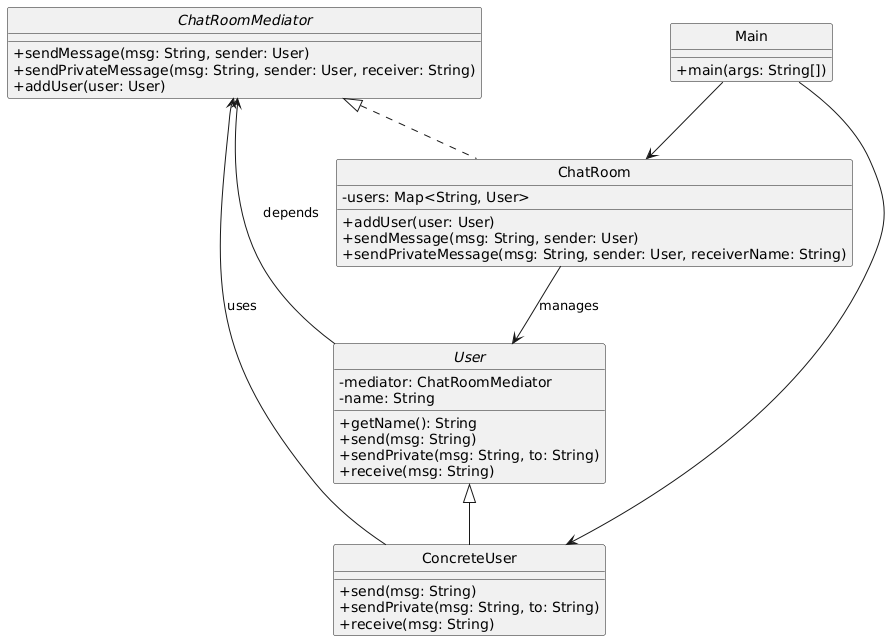 ChatRoomMediator
+sendMessage(msg: String, sender: User)
+sendPrivateMessage(msg: String, sender: User, receiver: String)
+addUser(user: User)
Main
+main(args: String[])
ChatRoom
-users: Map<String, User>
+addUser(user: User)
+sendMessage(msg: String, sender: User)
+sendPrivateMessage(msg: String, sender: User, receiverName: String)
depends
uses
manages
User
-mediator: ChatRoomMediator
-name: String
+getName(): String
+send(msg: String)
+sendPrivate(msg: String, to: String)
+receive(msg: String)
ConcreteUser
+send(msg: String)
+sendPrivate(msg: String, to: String)
+receive(msg: String)